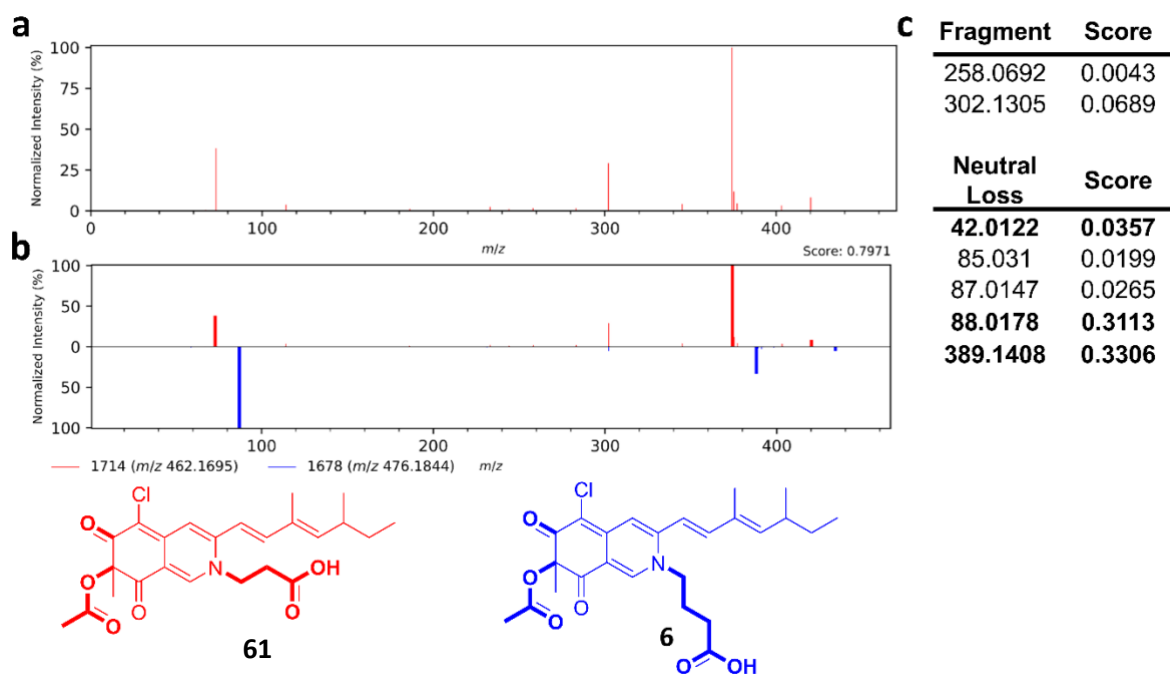 a
Normalized Intensity (%)
100
75
50
25
0
0
100
200
300
400
m/z
b
Score: 0.7971
Normalized Intensity (%)
100
50
0
50
100
100
200
300
400
1714 (m/z 462.1695)
1678 (m/z 476.1844)
m/z
Cl
O
N
O
O
O
OH
O
61
Cl
O
N
O
O
O
O
OH
6
c
Fragment Score
258.0692 0.0043
302.1305 0.0689
Neutral
Loss Score
42.0122 0.0357
85.031 0.0199
87.0147 0.0265
88.0178 0.3113
389.1408 0.3306